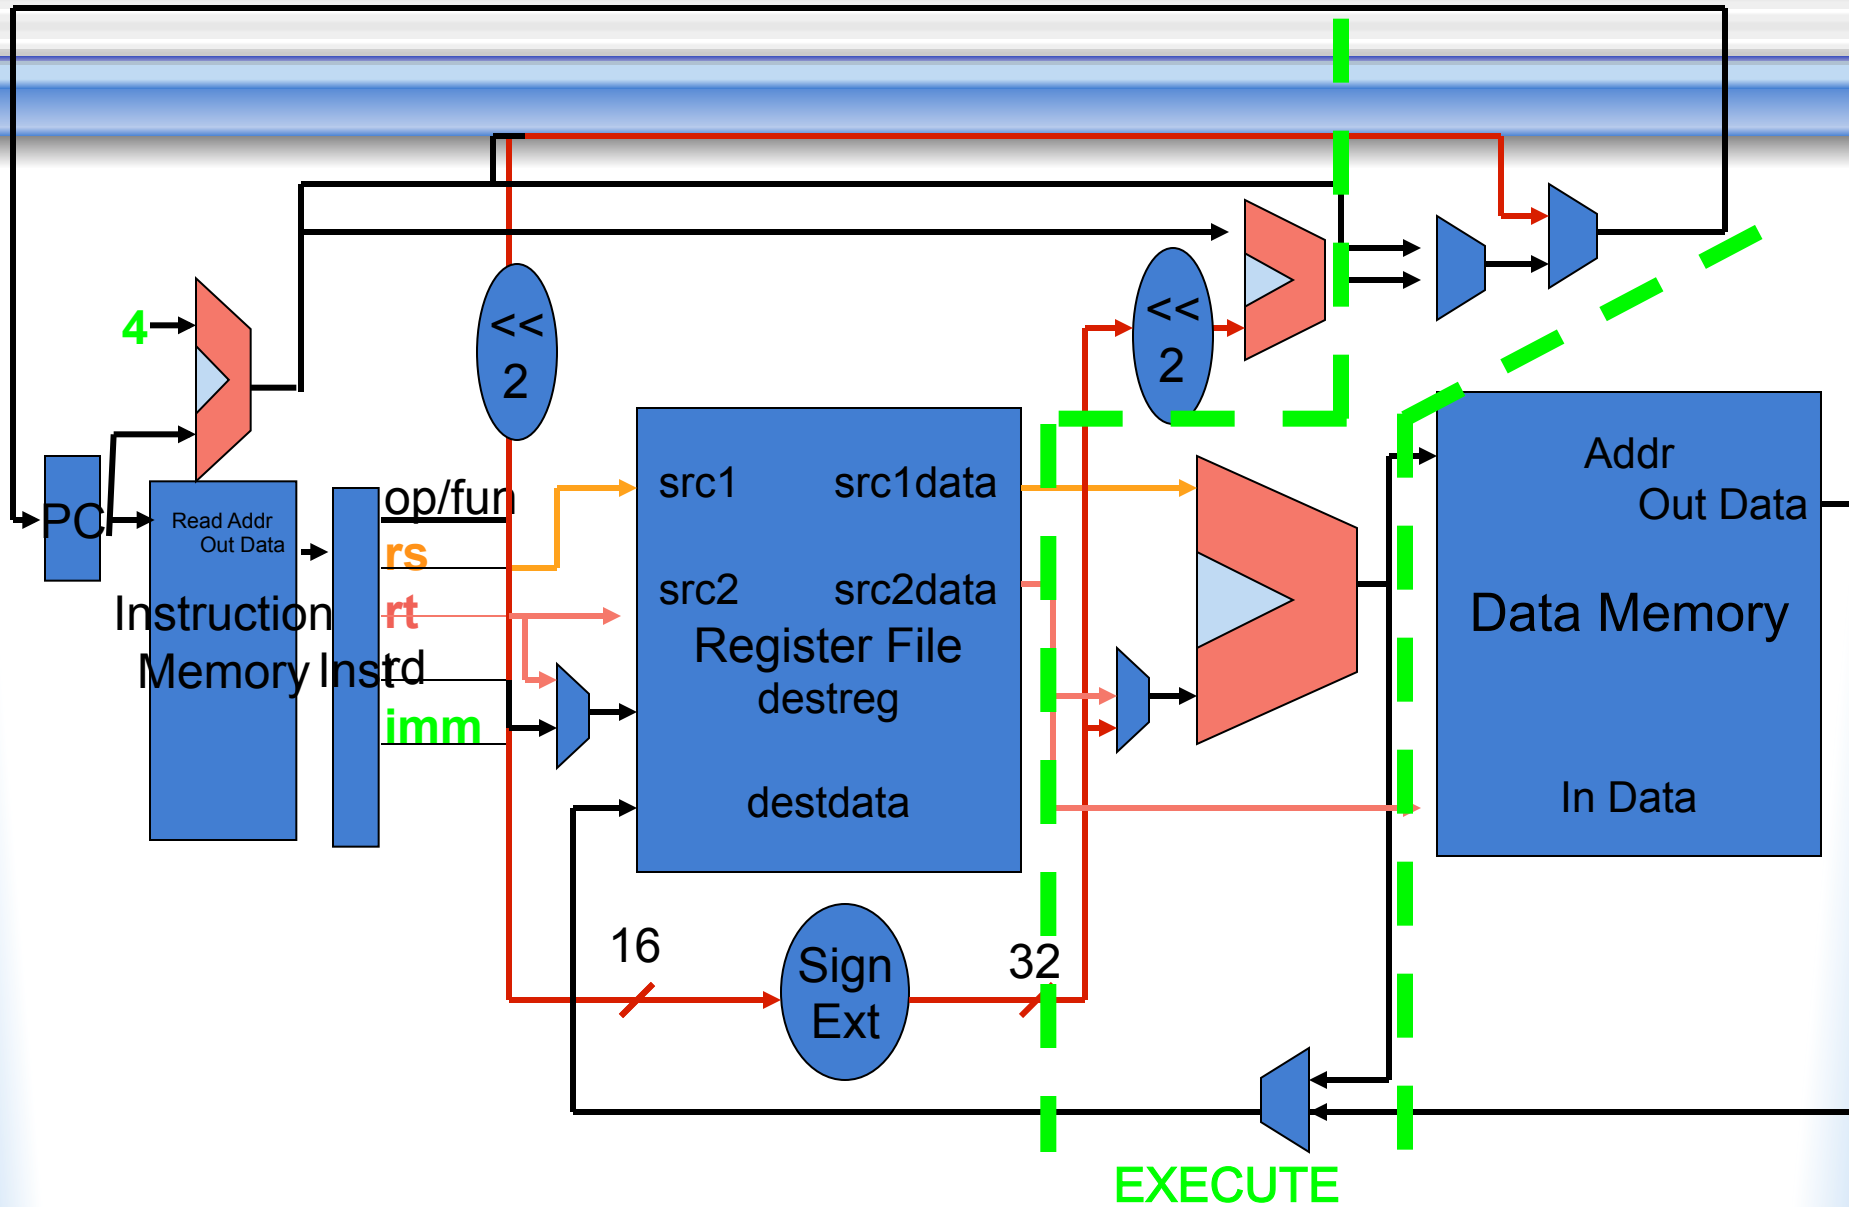 4
<<
2
<<
2
PC
Read Addr
Out Data
Instruction
Memory
Inst
op/fun
rs
rt
rd
imm
src1
src1data
src2
src2data
Register File
destreg
destdata
Addr
Out Data
Data Memory
In Data
16
Sign
Ext
32
EXECUTE